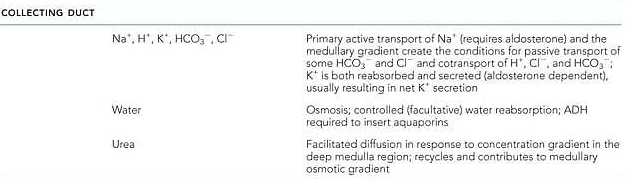 COLLECTING DUCT
Na⁺, H⁺, K⁺, HCO₃⁻, Cl⁻
Primary active transport of Na⁺ (requires aldosterone) and the
medullary gradient create the conditions for passive transport of
some HCO₃⁻ and Cl⁻ and cotransport of H⁺, Cl⁻, and HCO₃⁻;
K⁺ is both reabsorbed and secreted (aldosterone dependent),
usually resulting in net K⁺ secretion
Water
Osmosis; controlled (facultative) water reabsorption; ADH
required to insert aquaporins
Urea
Facilitated diffusion in response to concentration gradient in the
deep medulla region; recycles and contributes to medullary
osmotic gradient